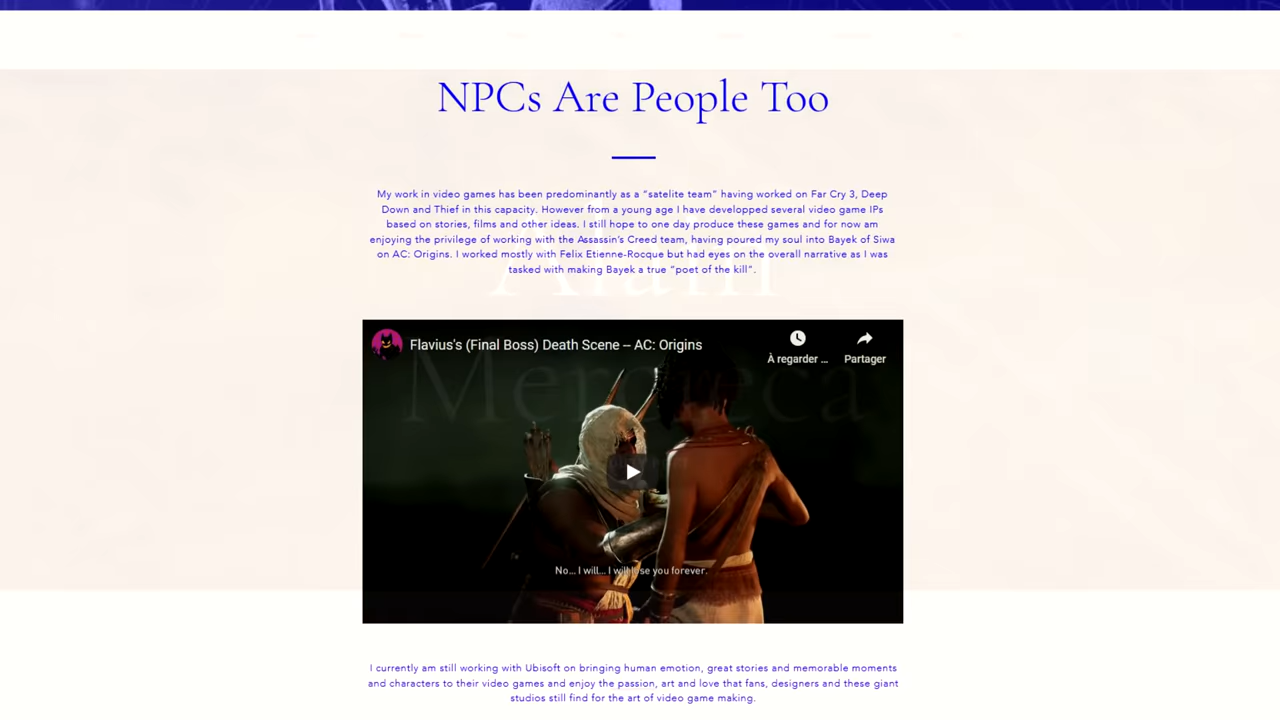 NPCs Are People Too
My work in video games has been predominantly as a “satelite team” having worked on Far Cry 3, Deep
Down and Thief in this capacity. However from a young age I have developped several video game IPs
based on stories, films and other ideas. I still hope to one day produce these games and for now am
enjoying the privilege of working with the Assassin’s Creed team, having poured my soul into Bayek of Siwa
on AC: Origins. I worked mostly with Felix Etienne-Rocque but had eyes on the overall narrative as I was
tasked with making Bayek a true “poet of the kill”.
Flavius's (Final Boss) Death Scene – AC: Origins
À regarder ...
Partager
No... I will... I will lose you forever.
I currently am still working with Ubisoft on bringing human emotion, great stories and memorable moments
and characters to their video games and enjoy the passion, art and love that fans, designers and these giant
studios still find for the art of video game making.